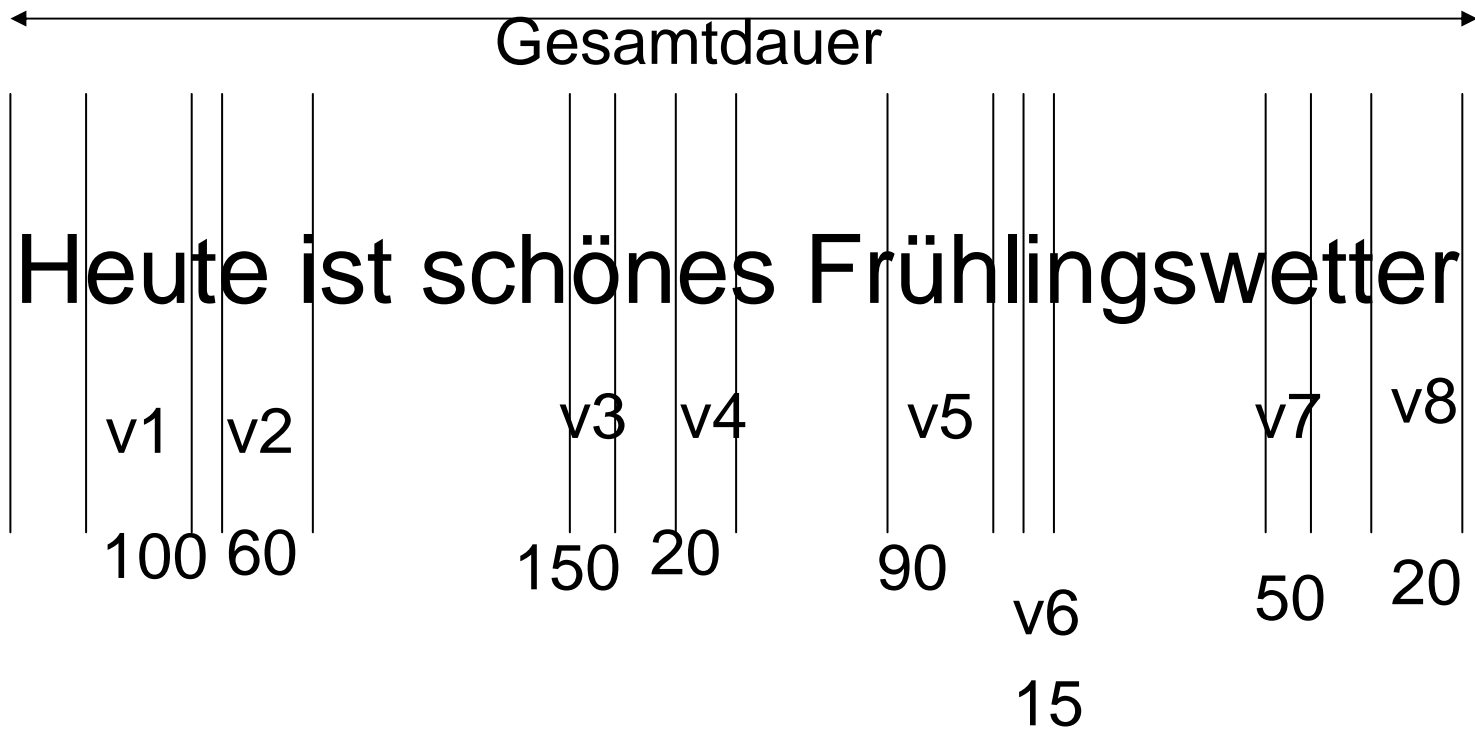 Gesamtdauer
Heute ist schönes Frühlingswetter
v1 v2 v3 v4 v5 v7 v8
100 60 150 20 90 50 20
v6
15